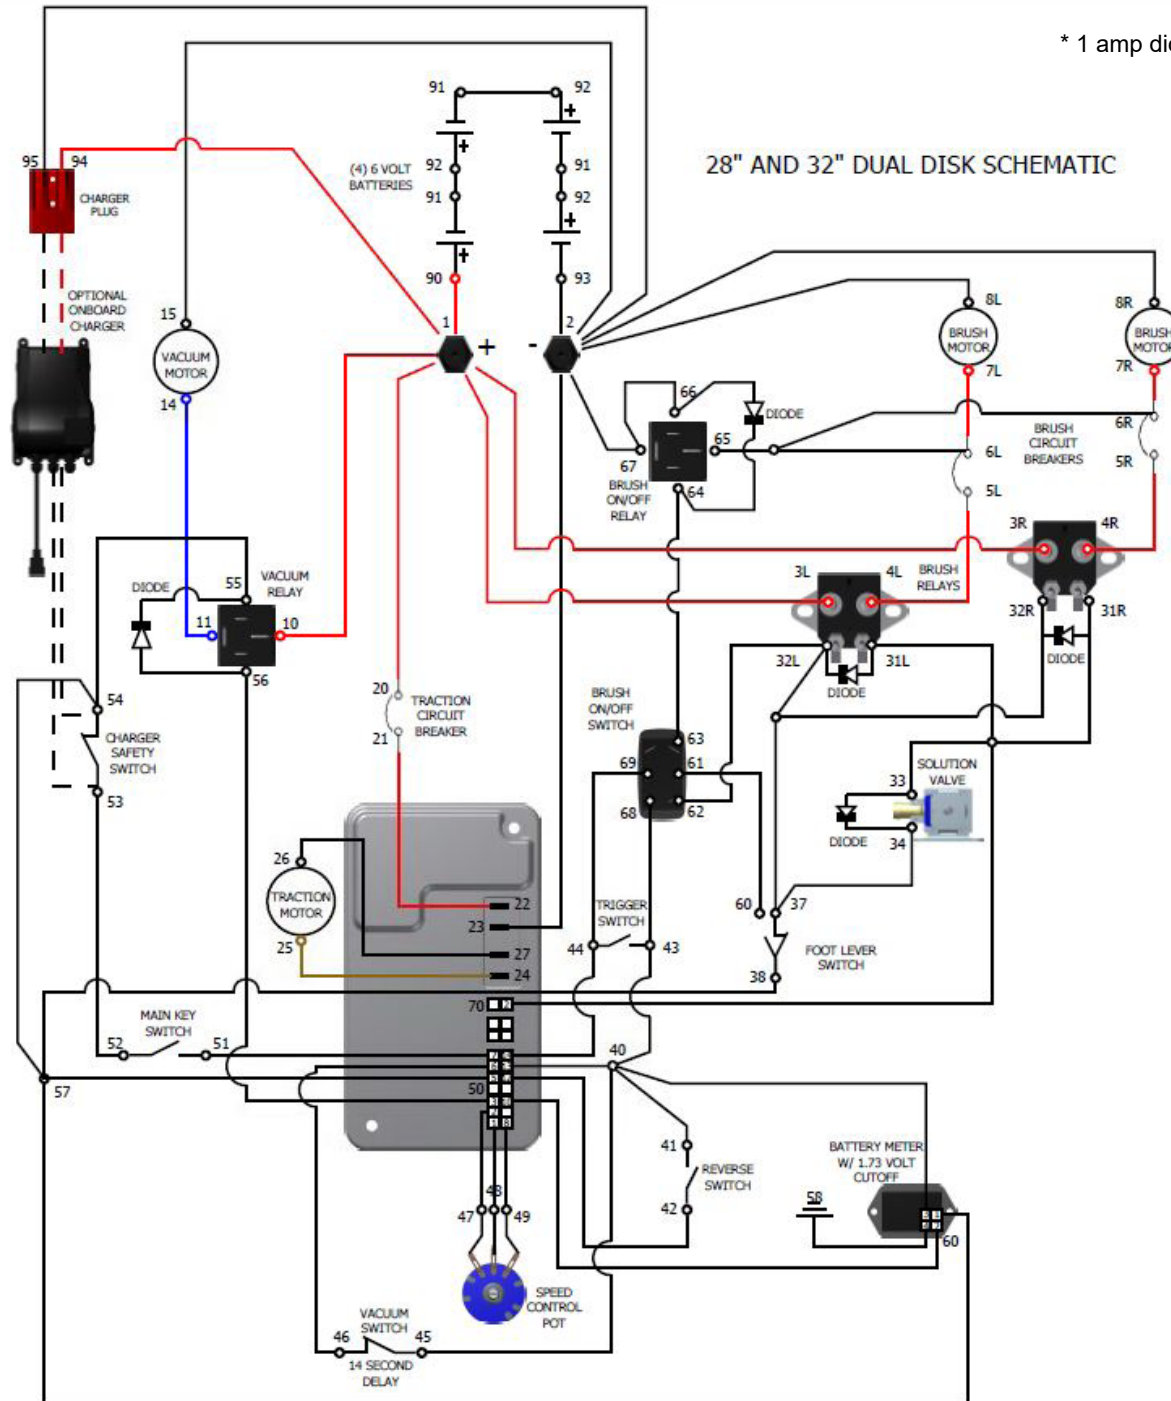 * 1 amp die
91
92
+
+
95
94
(4) 6 VOLT
BATTERIES
92
91
91
92
28" AND 32" DUAL DISK SCHEMATIC
CHARGER
PLUG
+
+
90
93
OPTIONAL
ONBOARD
CHARGER
15
1
2
8L
8R
VACUUM
MOTOR
+
-
BRUSH
MOTOR
BRUSH
MOTOR
14
7L
7R
66
DIODE
6R
67
65
BRUSH
CIRCUIT
BREAKERS
6L
5R
BRUSH
ON/OFF
RELAY
64
5L
3R
4R
DIODE
55
VACUUM
RELAY
3L
4L
BRUSH
RELAYS
11
10
32R
31R
56
32L
31L
DIODE
DIODE
54
20
TRACTION
CIRCUIT
BREAKER
21
BRUSH
ON/OFF
SWITCH
CHARGER
SAFETY
SWITCH
63
69
61
SOLUTION
VALVE
33
53
68
62
DIODE
34
26
TRACTION
MOTOR
22
23
TRIGGER
SWITCH
60
37
25
27
44
43
FOOT LEVER
SWITCH
24
38
70
2
MAIN KEY
SWITCH
52
51
40
57
50
3
2
1
8
41
BATTERY METER
W/ 1.73 VOLT
CUTOFF
REVERSE
SWITCH
48
47
49
42
58
60
SPEED
CONTROL
POT
VACUUM
SWITCH
46
45
14 SECOND
DELAY